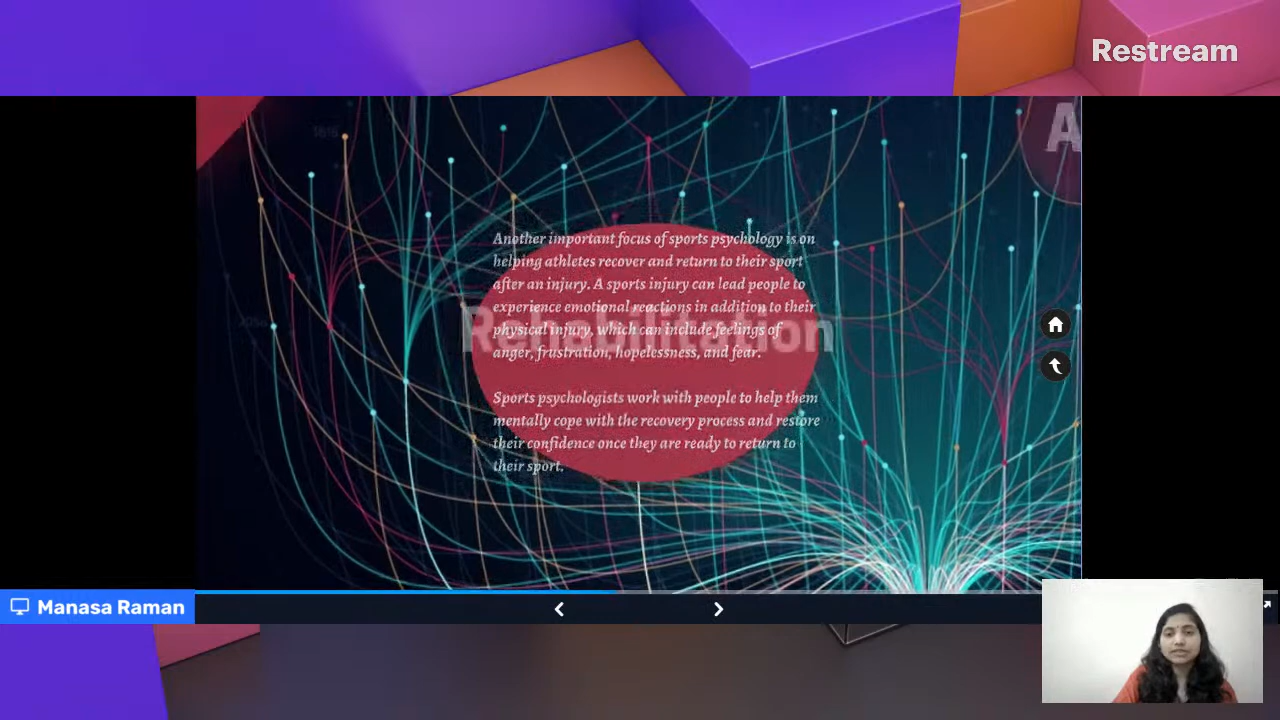 Restream
A
Another important focus of sports psychology is on
helping athletes recover and return to their sport
after an injury. A sports injury can lead people to
experience emotional reactions in addition to their
Rehabilitation
physical injury, which can include feelings of
anger, frustration, hopelessness, and fear.
Sports psychologists work with people to help them
mentally cope with the recovery process and restore
their confidence once they are ready to return to
their sport.
Manasa Raman